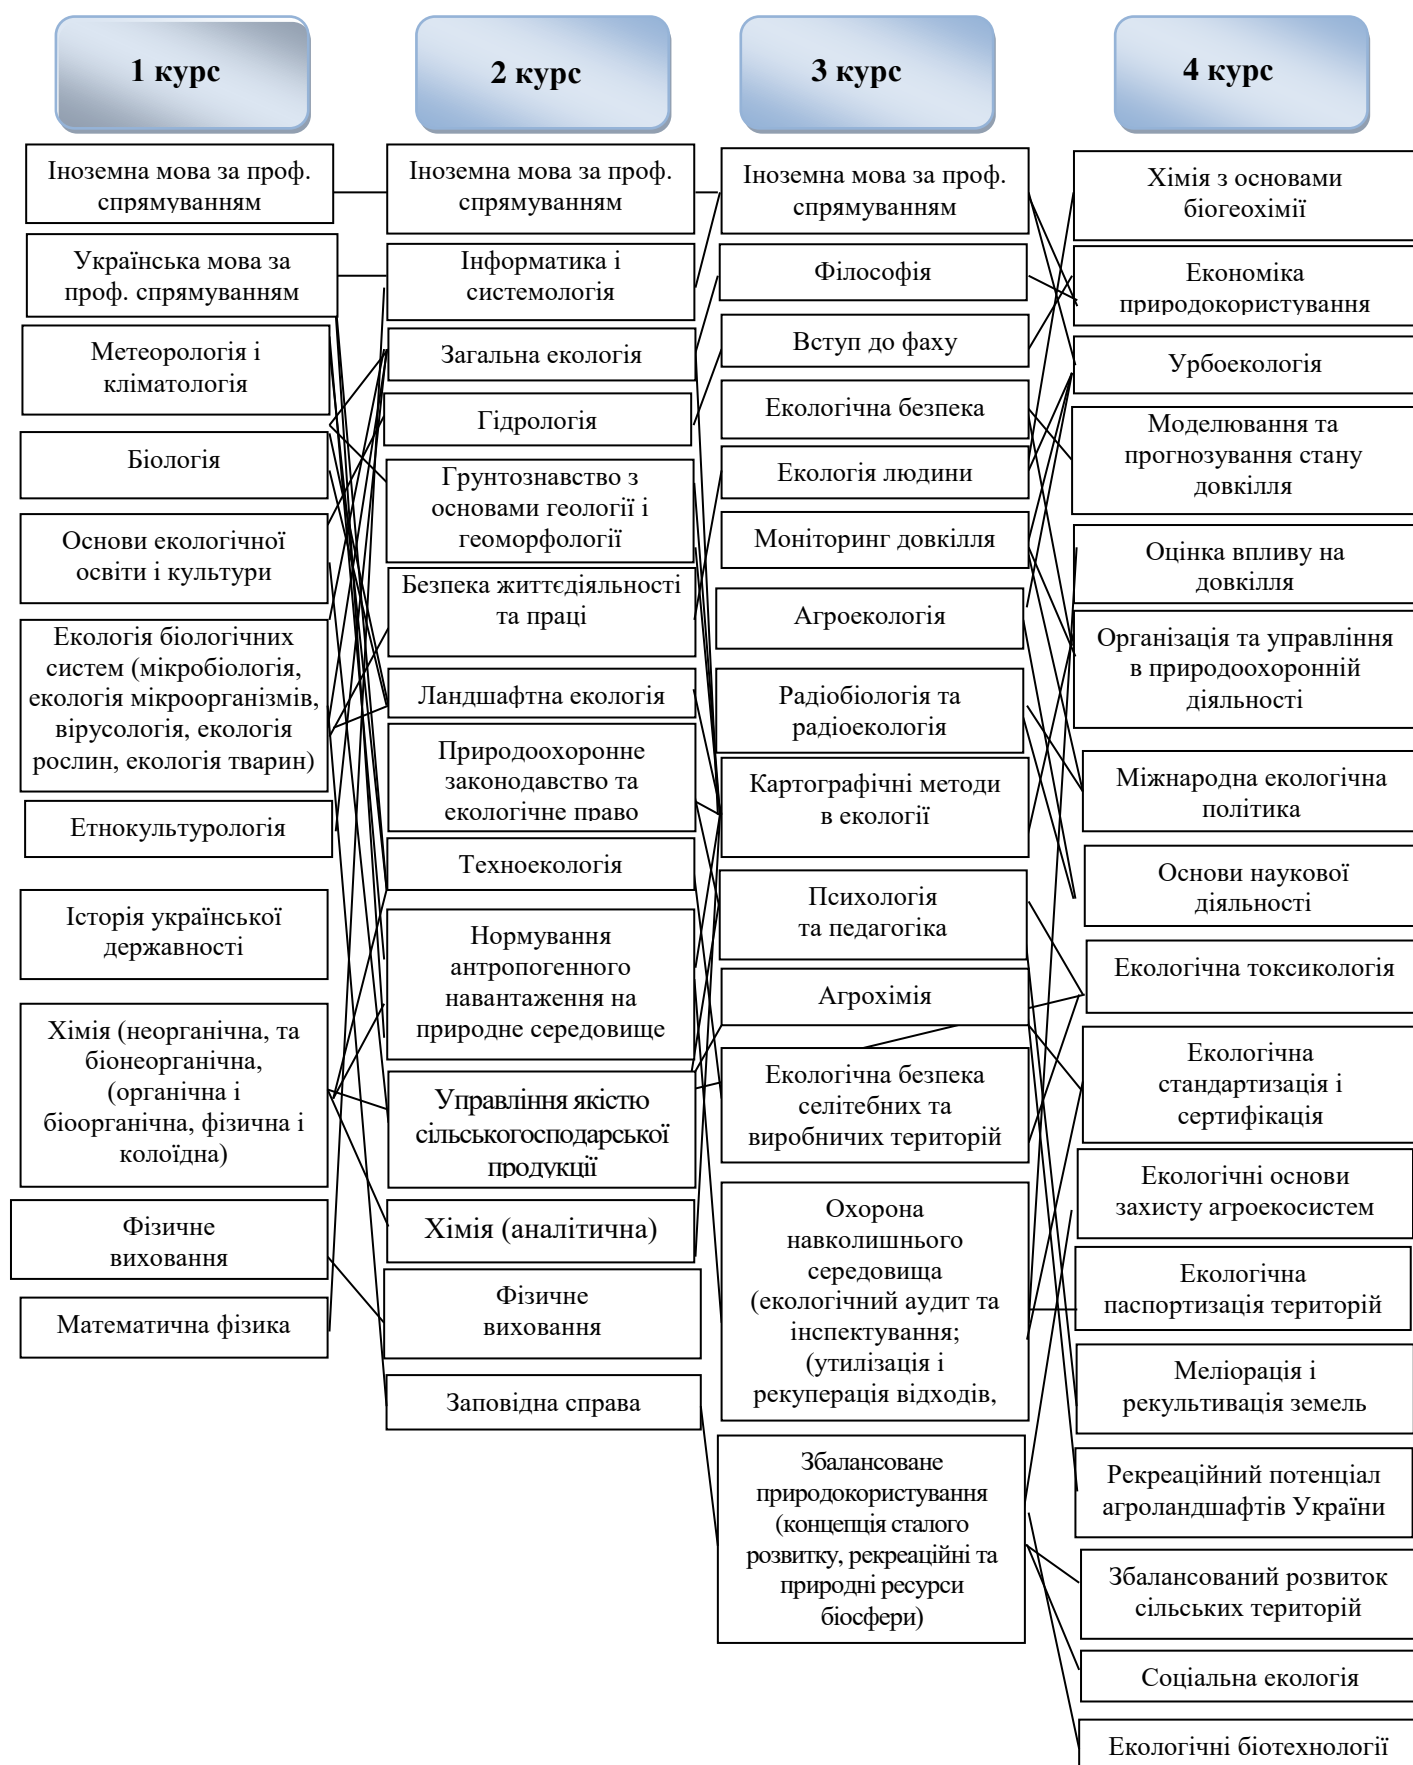 1 курс
2 курс
3 курс
4 курс
Іноземна мова за проф.
спрямуванням
Українська мова за
проф. спрямуванням
Метеорологія і
кліматологія
Біологія
Основи екологічної
освіти і культури
Екологія біологічних
систем (мікробіологія,
екологія мікроорганізмів,
вірусологія, екологія
рослин, екологія тварин)
Етнокультурологія
Історія української
державності
Хімія (неорганічна, та
біонеорганічна,
(органічна і
біоорганічна, фізична і
колоїдна)
Фізичне
виховання
Математична фізика
Іноземна мова за проф.
спрямуванням
Інформатика і
системологія
Загальна екологія
Гідрологія
Грунтознавство з
основами геології і
геоморфології
Безпека життєдіяльності
та праці
Ландшафтна екологія
Природоохоронне
законодавство та
екологічне право
Техноекологія
Нормування
антропогенного
навантаження на
природне середовище
Управління якістю
сільськогосподарської
продукції
Хімія (аналітична)
Фізичне
виховання
Заповідна справа
Іноземна мова за проф.
спрямуванням
Філософія
Вступ до фаху
Екологічна безпека
Екологія людини
Моніторинг довкілля
Агроекологія
Радіобіологія та
радіоекологія
Картографічні методи
в екології
Психологія
та педагогіка
Агрохімія
Екологічна безпека
селітебних та
виробничих територій
Охорона
навколишнього
середовища
(екологічний аудит та
інспектування;
(утилізація і
рекуперація відходів,
Збалансоване
природокористування
(концепція сталого
розвитку, рекреаційні та
природні ресурси
біосфери)
Хімія з основами
біогеохімії
Економіка
природокористування
Урбоекологія
Моделювання та
прогнозування стану
довкілля
Оцінка впливу на
довкілля
Організація та управління
в природоохоронній
діяльності
Міжнародна екологічна
політика
Основи наукової
діяльності
Екологічна токсикологія
Екологічна
стандартизація і
сертифікація
Екологічні основи
захисту агроекосистем
Екологічна
паспортизація територій
Меліорація і
рекультивація земель
Рекреаційний потенціал
агроландшафтів України
Збалансований розвиток
сільських територій
Соціальна екологія
Екологічні біотехнології